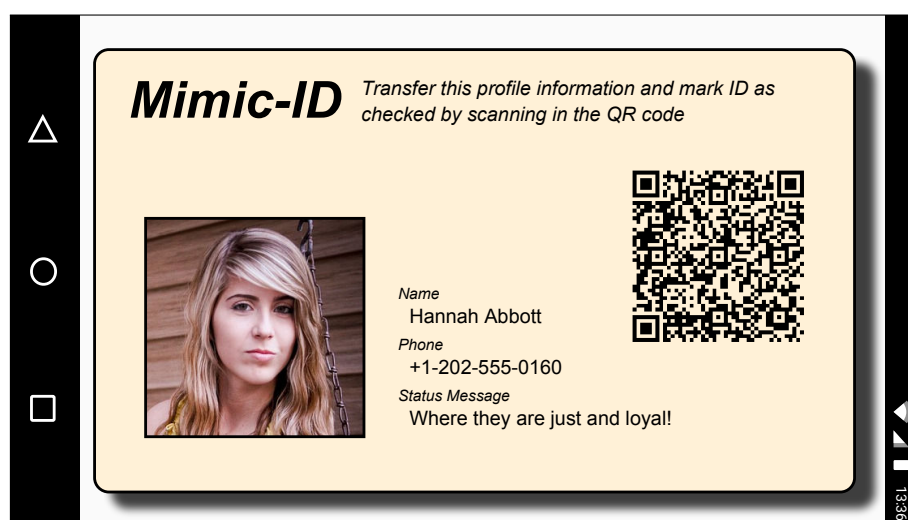 Mimic-ID
Transfer this profile information and mark ID as
checked by scanning in the QR code
Name
Hannah Abbott
Phone
+1-202-555-0160
Status Message
Where they are just and loyal!
13:36